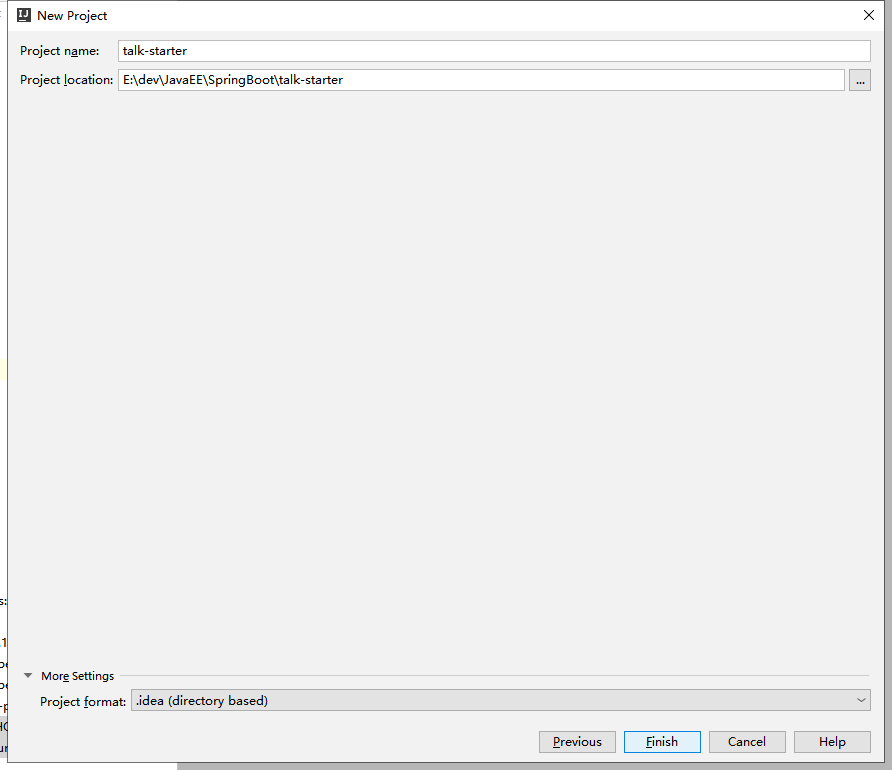 New Project
Project name: talk-starter
Project location: E:\dev\JavaEE\SpringBoot\talk-starter ...
More Settings
Project format: .idea (directory based)
Previous Finish Cancel Help